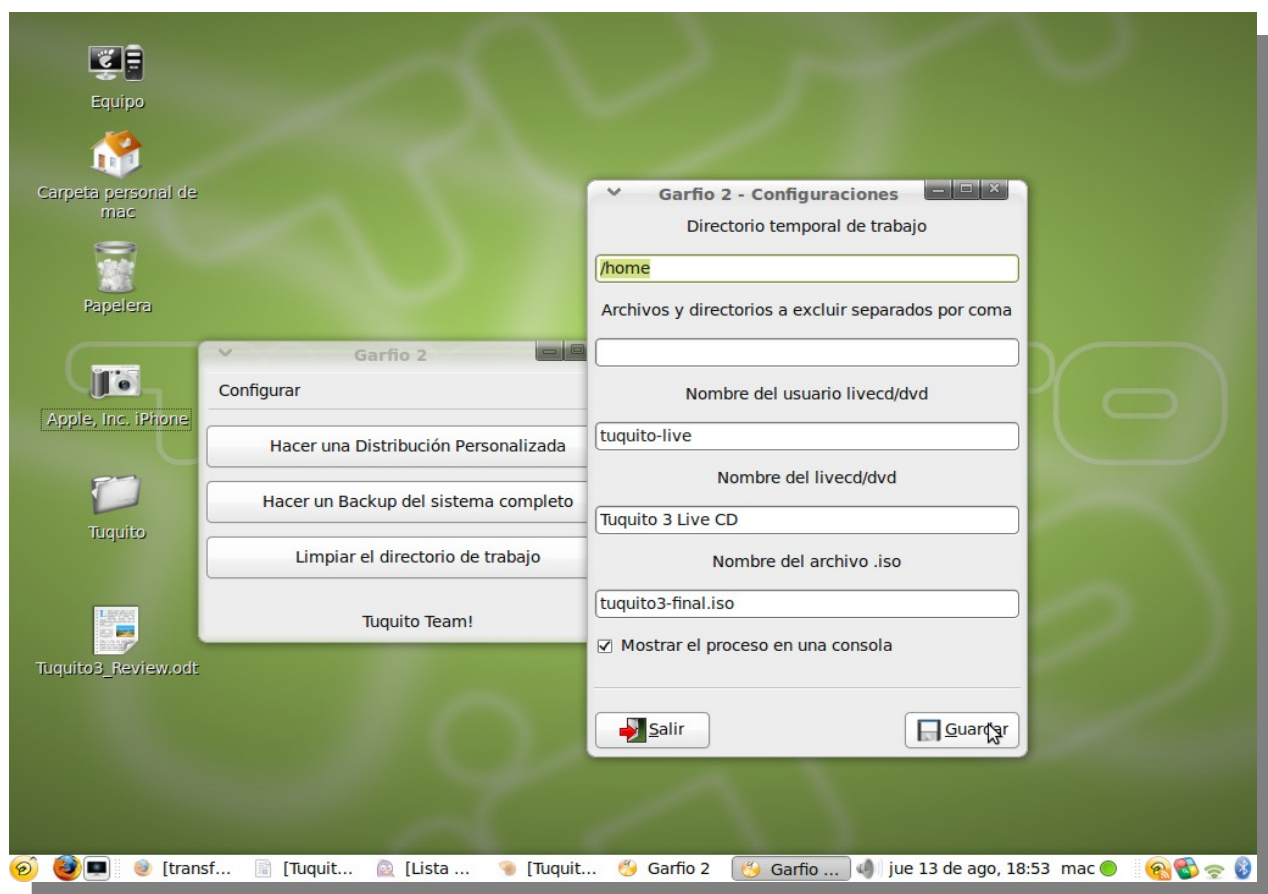 Equipo
Carpeta personal de
mac
Papelera
Apple, Inc. iPhone
Tuquito
Tuquito3_Review.odt
Garfio 2
Configurar
Hacer una Distribución Personalizada
Hacer un Backup del sistema completo
Limpiar el directorio de trabajo
Tuquito Team!
Garfio 2 - Configuraciones
Directorio temporal de trabajo
/home
Archivos y directorios a excluir separados por coma
Nombre del usuario livecd/dvd
tuquito-live
Nombre del livecd/dvd
Tuquito 3 Live CD
Nombre del archivo .iso
tuquito3-final.iso
Mostrar el proceso en una consola
Salir
Guardar
[transf... [Tuquit... [Lista ... [Tuquit... Garfio 2 Garfio ... jue 13 de ago, 18:53 mac